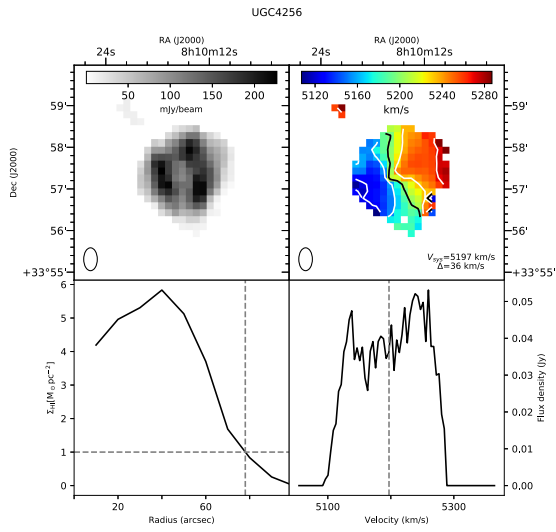 UGC4256
RA (J2000)
RA (J2000)
24s 8h10m12s
24s 8h10m12s
50 100 150 200
mJy/beam
5120 5160 5200 5240 5280
km/s
59'
58'
57'
56'
+33°55'
Dec (J2000)
59'
58'
57'
56'
+33°55'
V_sys=5197 km/s
Δ=36 km/s
6
5
4
3
2
1
0
Σ_HI[M_☉ pc⁻²]
20 60
Radius (arcsec)
0.05
0.04
0.03
0.02
0.01
0.00
Flux density (Jy)
5100 5300
Velocity (km/s)